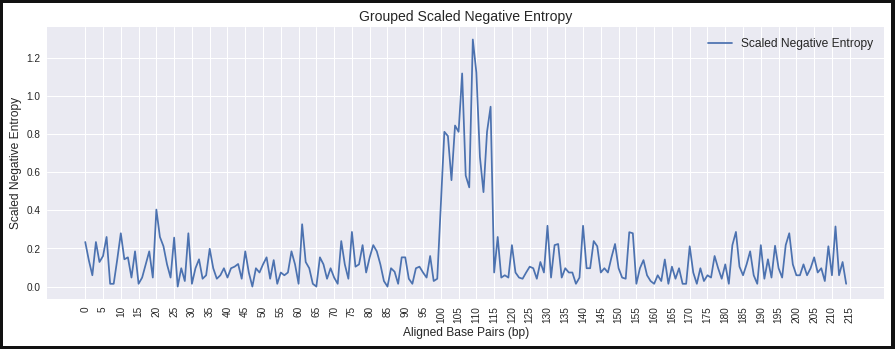 Grouped Scaled Negative Entropy
Scaled Negative Entropy
Scaled Negative Entropy
1.2
1.0
0.8
0.6
0.4
0.2
0.0
0 5 10 15 20 25 30 35 40 45 50 55 60 65 70 75 80 85 90 95 100 105 110 115 120 125 130 135 140 145 150 155 160 165 170 175 180 185 190 195 200 205 210 215
Aligned Base Pairs (bp)